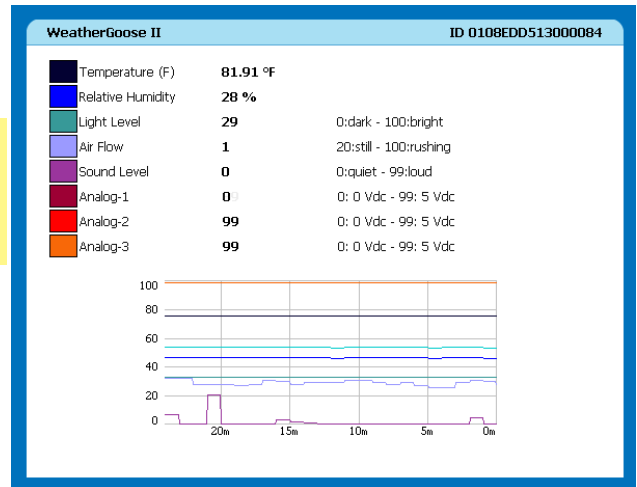 WeatherGoose II ID 0108EDD513000084
Temperature (F) 81.91 ºF
Relative Humidity 28 %
Light Level 29 0:dark - 100:bright
Air Flow 1 20:still - 100:rushing
Sound Level 0 0:quiet - 99:loud
Analog-1 0 0: 0 Vdc - 99: 5 Vdc
Analog-2 99 0: 0 Vdc - 99: 5 Vdc
Analog-3 99 0: 0 Vdc - 99: 5 Vdc
100
80
60
40
20
0
20m 15m 10m 5m 0m